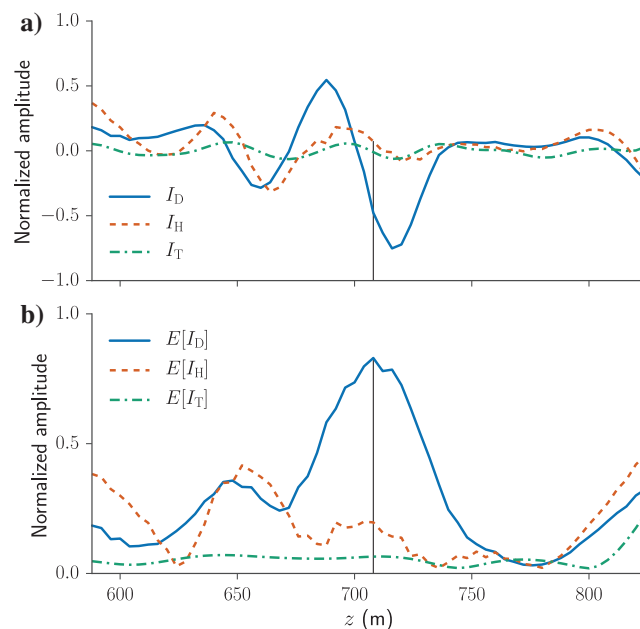 a)
Normalized amplitude
1.0
0.5
0.0
−0.5
−1.0
I_D
I_H
I_T
b)
Normalized amplitude
1.0
0.5
0.0
E[I_D]
E[I_H]
E[I_T]
600 650 700 750 800
z (m)